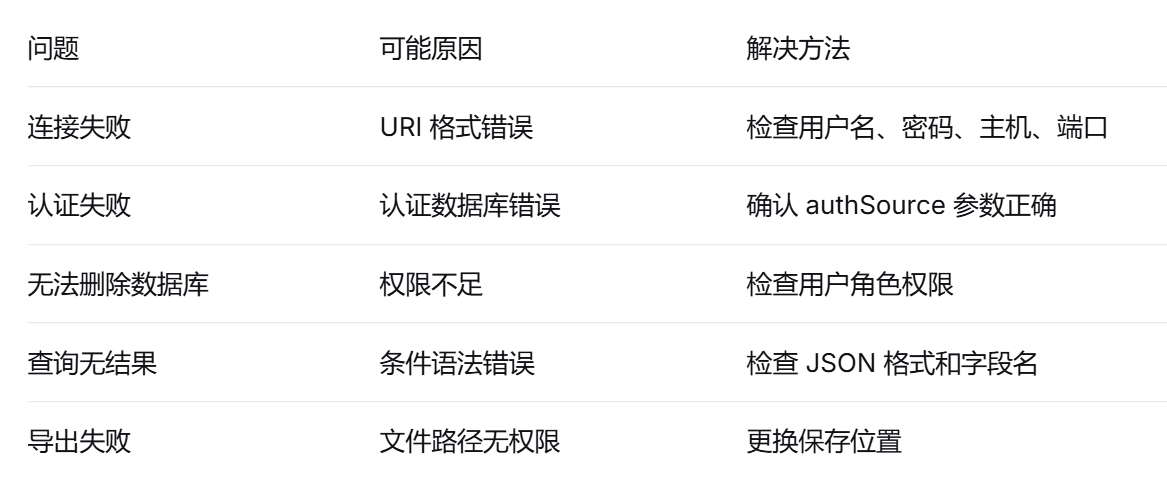 问题 可能原因 解决方法
连接失败 URI 格式错误 检查用户名、密码、主机、端口
认证失败 认证数据库错误 确认 authSource 参数正确
无法删除数据库 权限不足 检查用户角色权限
查询无结果 条件语法错误 检查 JSON 格式和字段名
导出失败 文件路径无权限 更换保存位置